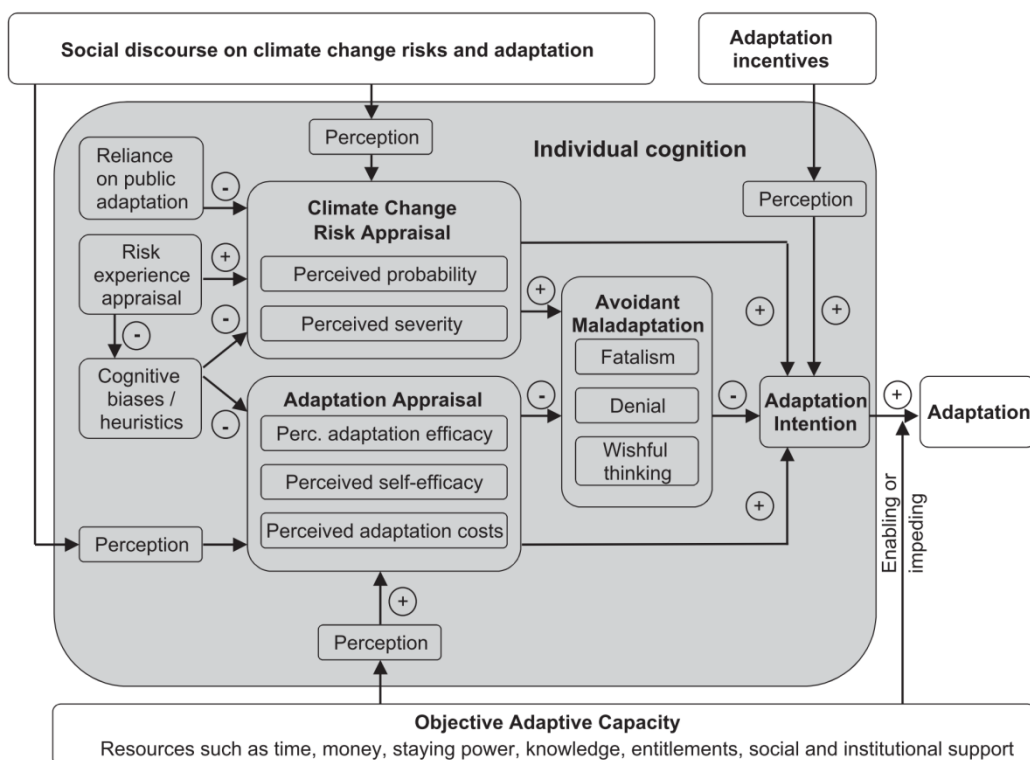 Social discourse on climate change risks and adaptation
Adaptation
incentives
Perception
Individual cognition
Reliance
on public
adaptation
-
Climate Change
Risk Appraisal
Perception
Risk
experience
appraisal
+
Perceived probability
+
Avoidant
Maladaptation
+
+
-
-
Perceived severity
Fatalism
Cognitive
biases /
heuristics
-
Adaptation Appraisal
-
Denial
-
Adaptation
Intention
+
Adaptation
Perc. adaptation efficacy
Wishful
thinking
Perceived self-efficacy
+
Enabling or
impeding
Perception
Perceived adaptation costs
+
Perception
Objective Adaptive Capacity
Resources such as time, money, staying power, knowledge, entitlements, social and institutional support